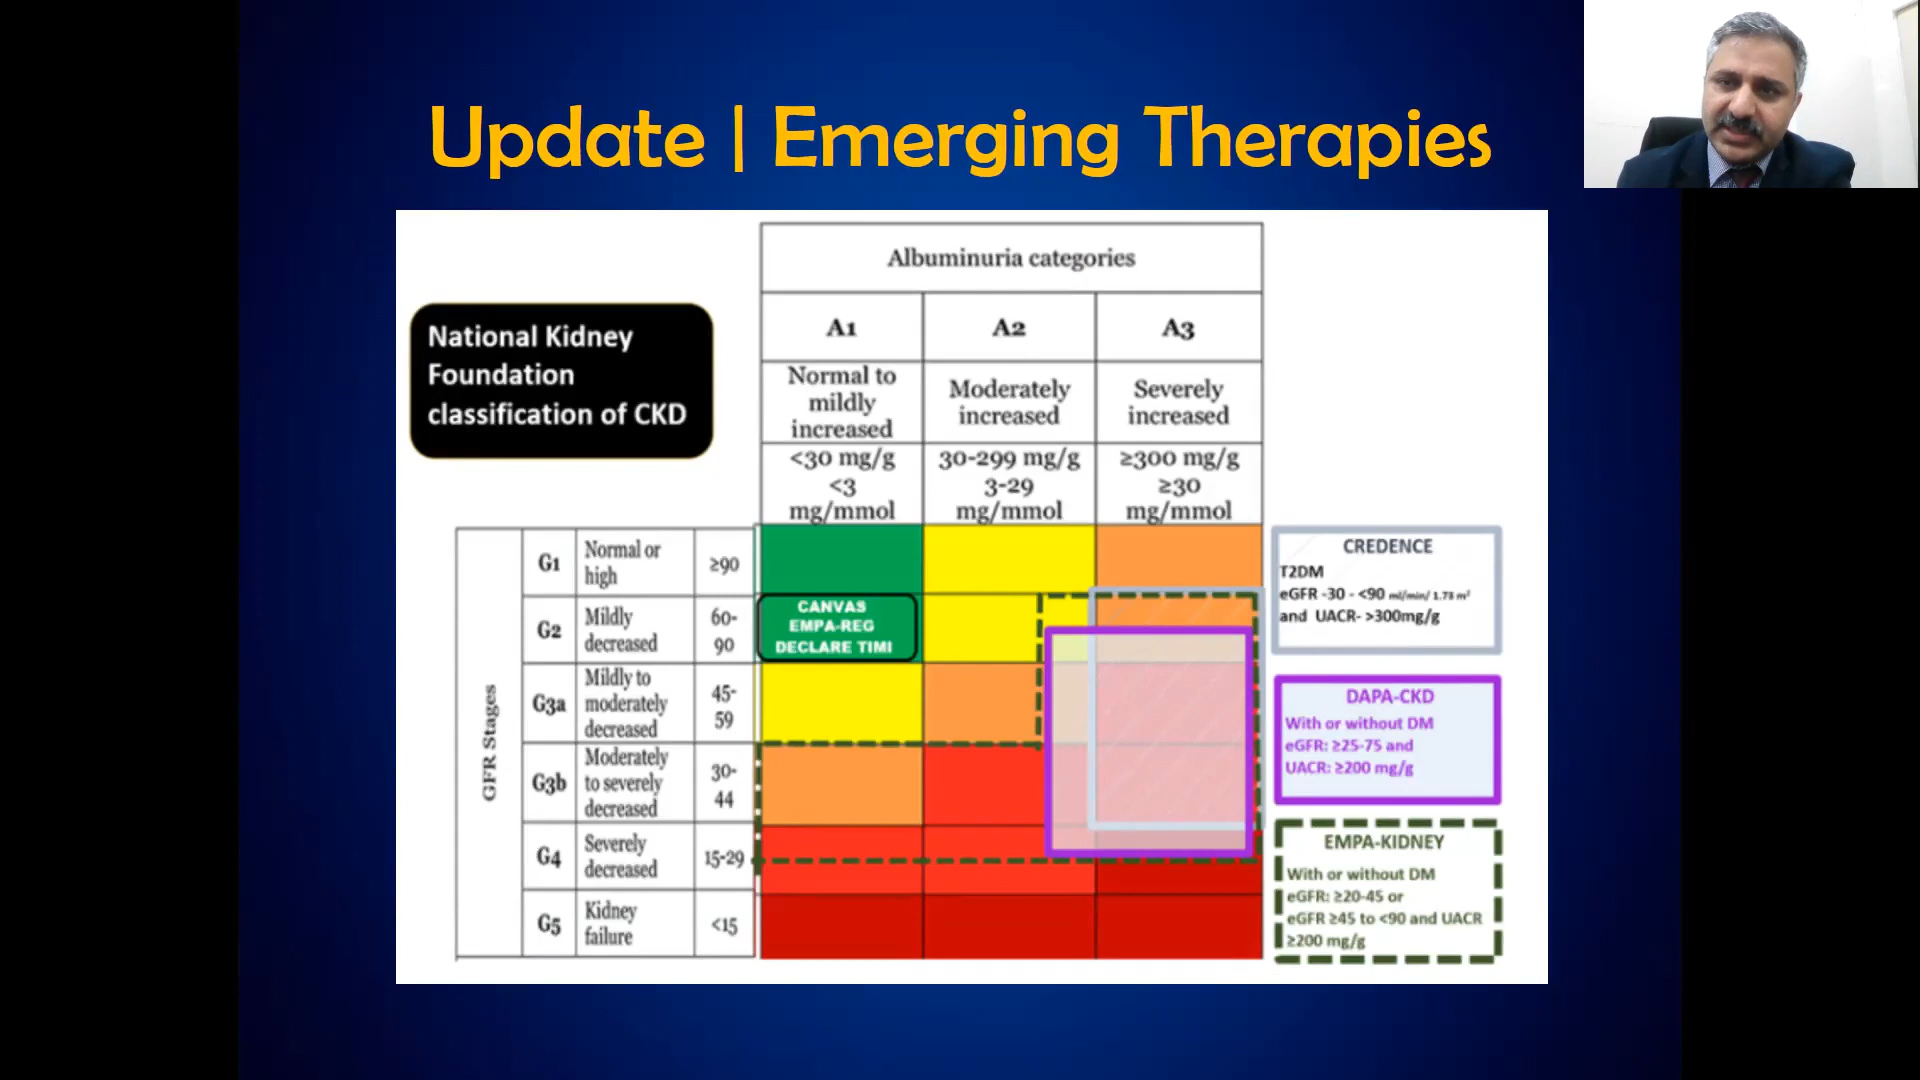 Update | Emerging Therapies
National Kidney
Foundation
classification of CKD
Albuminuria categories
A1
A2
A3
Normal to
mildly
increased
Moderately
increased
Severely
increased
<30 mg/g
<3
mg/mmol
30-299 mg/g
3-29
mg/mmol
≥300 mg/g
≥30
mg/mmol
GFR Stages
G1
Normal or
high
≥90
G2
Mildly
decreased
60-
90
G3a
Mildly to
moderately
decreased
45-
59
G3b
Moderately
to severely
decreased
30-
44
G4
Severely
decreased
15-29
G5
Kidney
failure
<15
CANVAS
EMPA-REG
DECLARE TIMI
CREDENCE
T2DM
eGFR -30 - <90 ml/min/ 1.73 m²
and UACR- >300mg/g
DAPA-CKD
With or without DM
eGFR: ≥25-75 and
UACR: ≥200 mg/g
EMPA-KIDNEY
With or without DM
eGFR: ≥20-45 or
eGFR ≥45 to <90 and UACR
≥200 mg/g